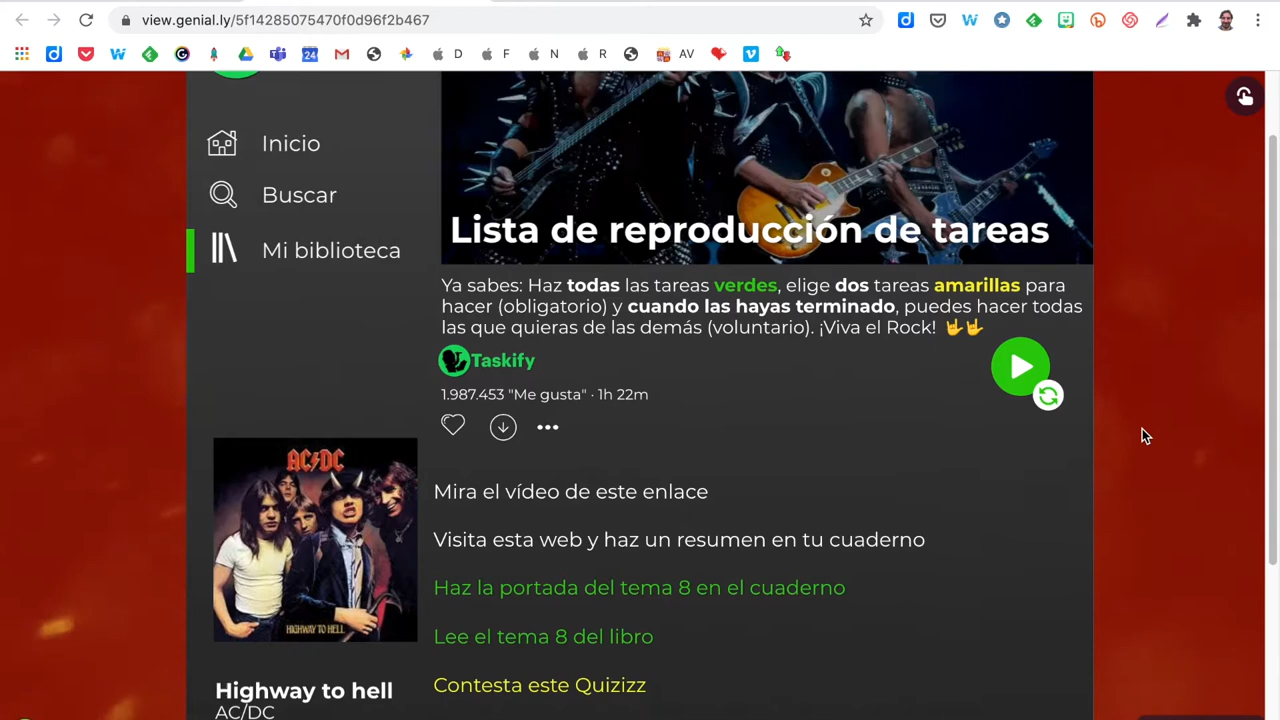 view.genial.ly/5f14285075470f0d96f2b467
D
F
N
R
AV
Inicio
Buscar
Mi biblioteca
Lista de reproducción de tareas
Ya sabes: Haz todas las tareas verdes, elige dos tareas amarillas para
hacer (obligatorio) y cuando las hayas terminado, puedes hacer todas
las que quieras de las demás (voluntario). ¡Viva el Rock! 🤘🤘
Taskify
1.987.453 "Me gusta" · 1h 22m
AC⚡DC
HIGHWAY TO HELL
Highway to hell
AC/DC
Mira el vídeo de este enlace
Visita esta web y haz un resumen en tu cuaderno
Haz la portada del tema 8 en el cuaderno
Lee el tema 8 del libro
Contesta este Quizizz